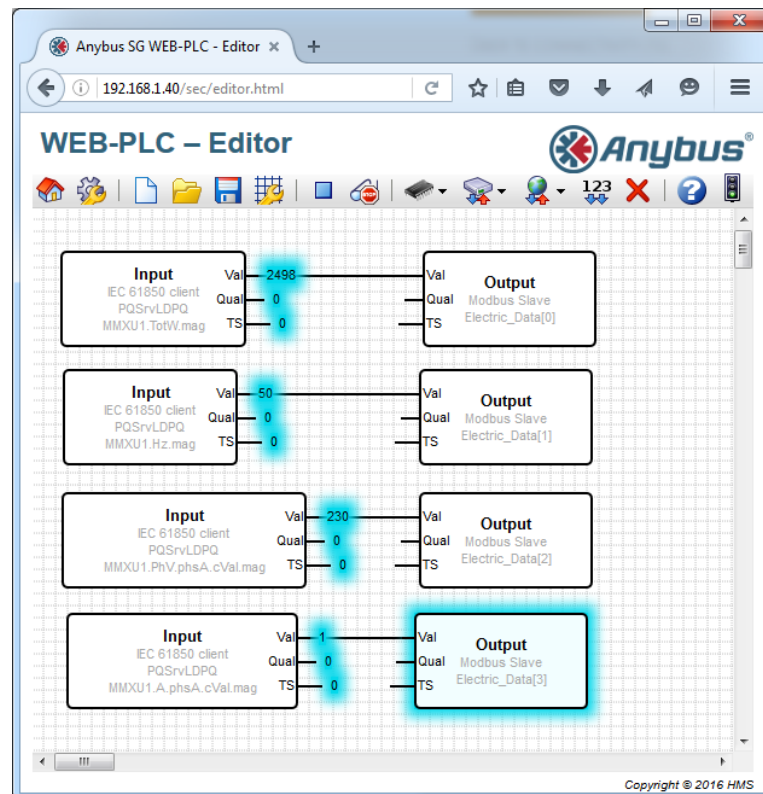 Anybus SG WEB-PLC - Editor
192.168.1.40/sec/editor.html
WEB-PLC – Editor
Anybus®
123
Input
IEC 61850 client
PQSrvLDPQ
MMXU1.TotW.mag
Val
Qual
TS
2498
0
0
Val
Qual
TS
Output
Modbus Slave
Electric_Data[0]
Input
IEC 61850 client
PQSrvLDPQ
MMXU1.Hz.mag
Val
Qual
TS
50
0
0
Val
Qual
TS
Output
Modbus Slave
Electric_Data[1]
Input
IEC 61850 client
PQSrvLDPQ
MMXU1.PhV.phsA.cVal.mag
Val
Qual
TS
230
0
0
Val
Qual
TS
Output
Modbus Slave
Electric_Data[2]
Input
IEC 61850 client
PQSrvLDPQ
MMXU1.A.phsA.cVal.mag
Val
Qual
TS
1
0
0
Val
Qual
TS
Output
Modbus Slave
Electric_Data[3]
Copyright © 2016 HMS